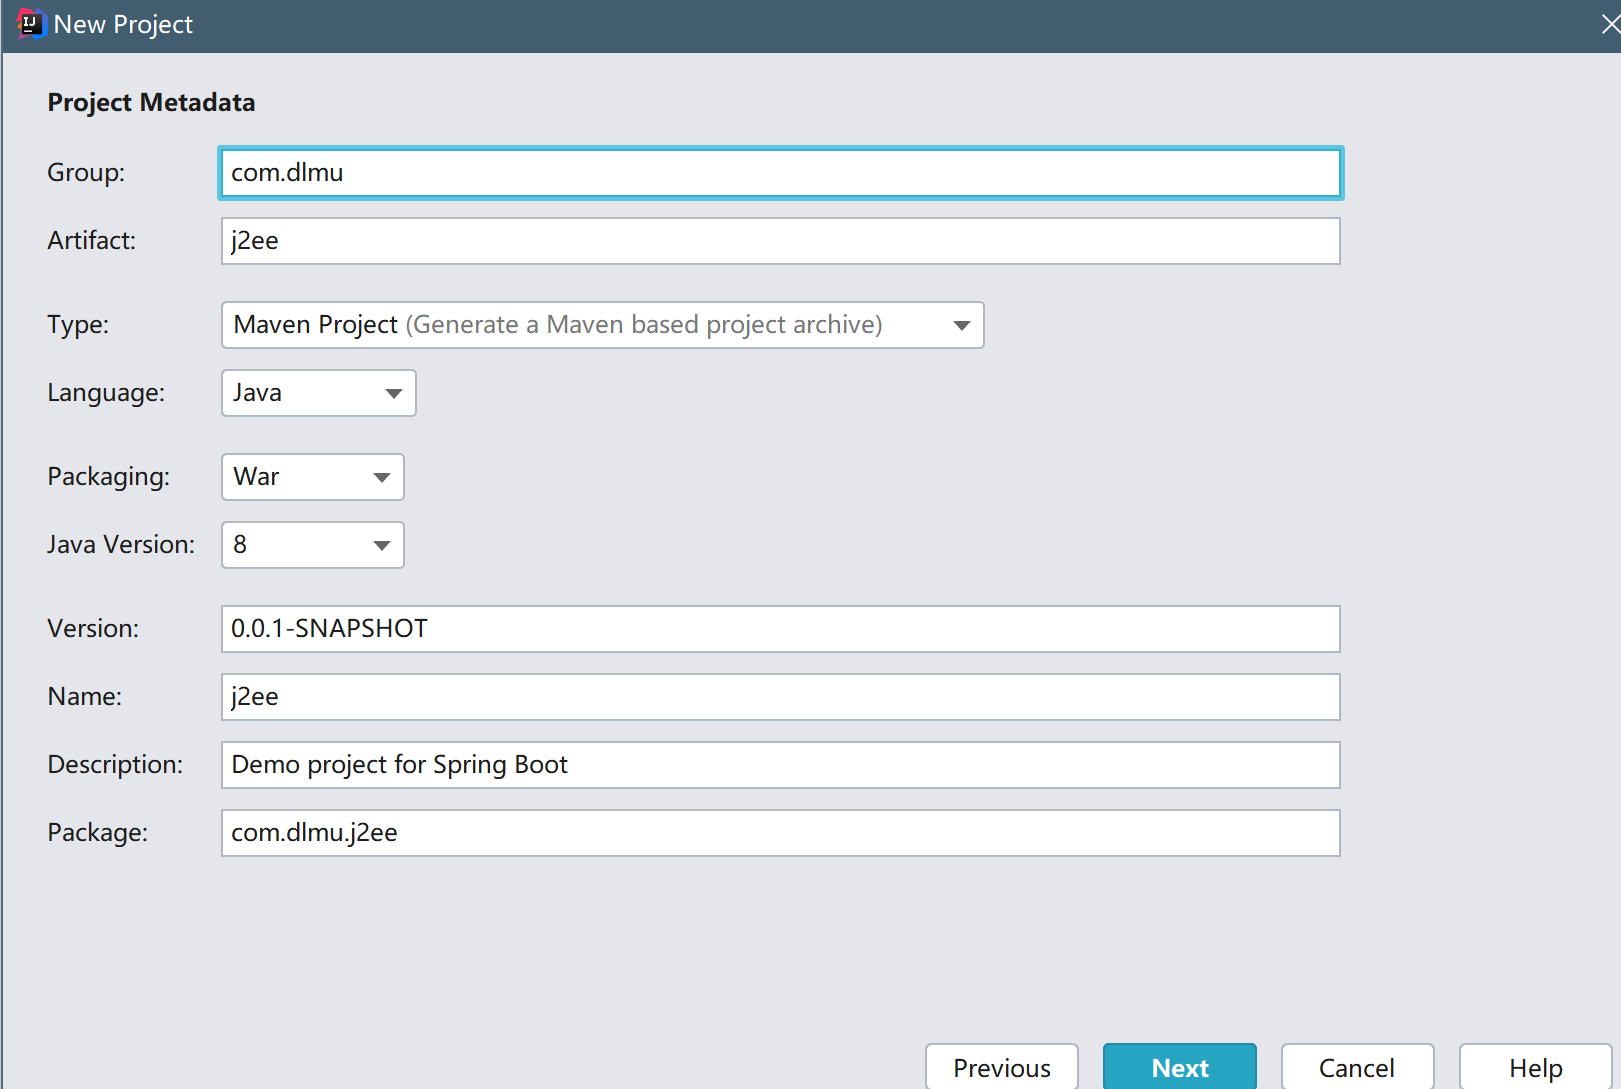 IJ New Project
Project Metadata
Group: com.dlmu
Artifact: j2ee
Type: Maven Project (Generate a Maven based project archive)
Language: Java
Packaging: War
Java Version: 8
Version: 0.0.1-SNAPSHOT
Name: j2ee
Description: Demo project for Spring Boot
Package: com.dlmu.j2ee
Previous Next Cancel Help